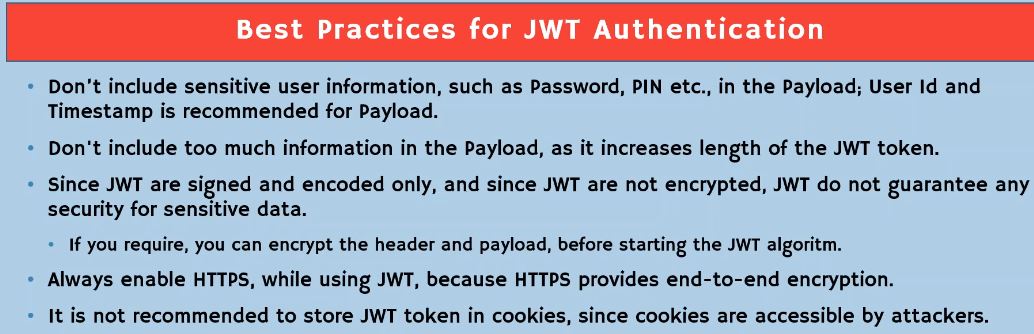 Best Practices for JWT Authentication
• Don't include sensitive user information, such as Password, PIN etc., in the Payload; User Id and
Timestamp is recommended for Payload.
• Don't include too much information in the Payload, as it increases length of the JWT token.
• Since JWT are signed and encoded only, and since JWT are not encrypted, JWT do not guarantee any
security for sensitive data.
• If you require, you can encrypt the header and payload, before starting the JWT algoritm.
• Always enable HTTPS, while using JWT, because HTTPS provides end-to-end encryption.
• It is not recommended to store JWT token in cookies, since cookies are accessible by attackers.